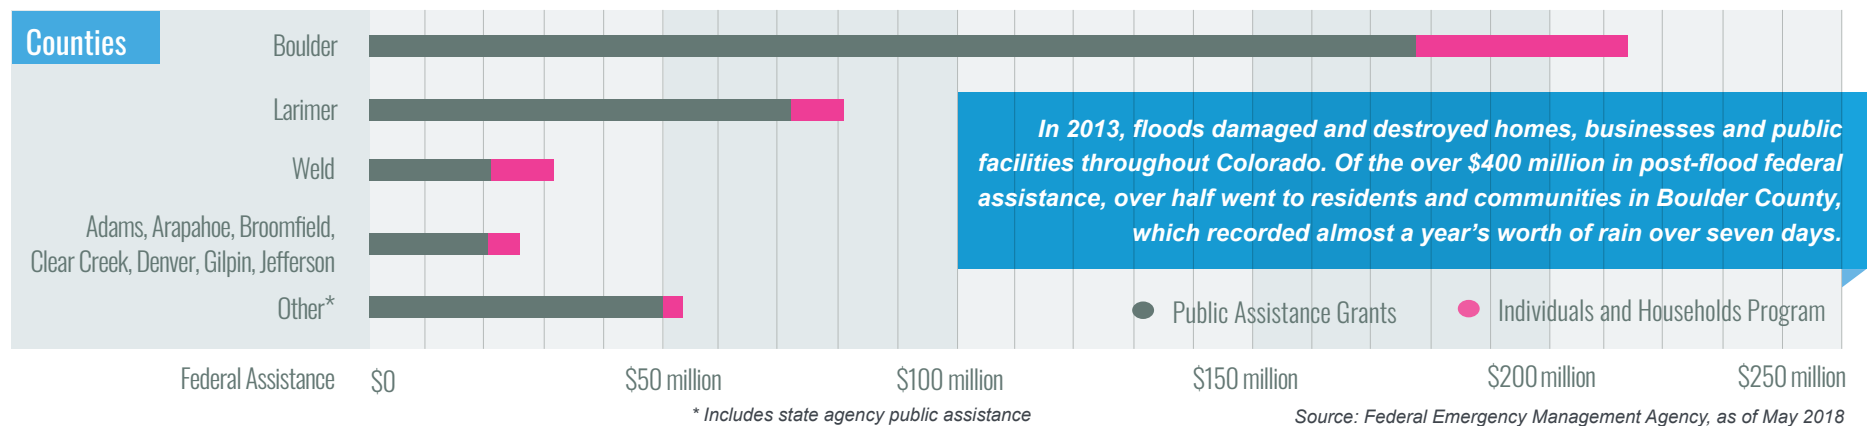 Counties
Boulder
Larimer
Weld
Adams, Arapahoe, Broomfield,
Clear Creek, Denver, Gilpin, Jefferson
Other*
In 2013, floods damaged and destroyed homes, businesses and public
facilities throughout Colorado. Of the over $400 million in post-flood federal
assistance, over half went to residents and communities in Boulder County,
which recorded almost a year’s worth of rain over seven days.
Public Assistance Grants
Individuals and Households Program
Federal Assistance
$0
$50 million
$100 million
$150 million
$200 million
$250 million
* Includes state agency public assistance
Source: Federal Emergency Management Agency, as of May 2018